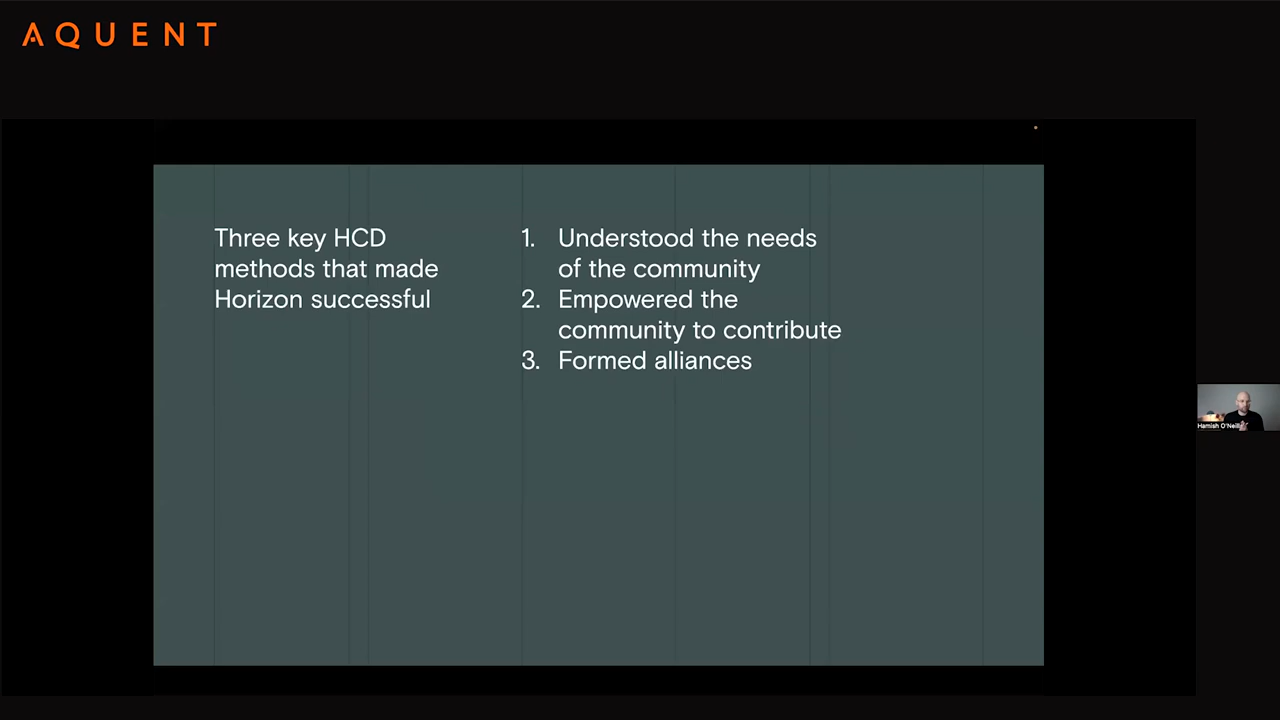 AQUENT
Three key HCD
methods that made
Horizon successful
1. Understood the needs
of the community
2. Empowered the
community to contribute
3. Formed alliances
Hamish O'Neill